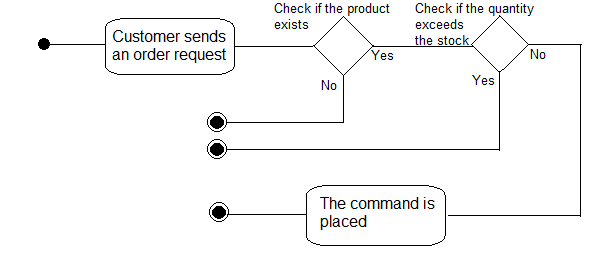 Customer sends
an order request
Check if the product
exists
Yes
No
Check if the quantity
exceeds
the stock
No
Yes
The command is
placed